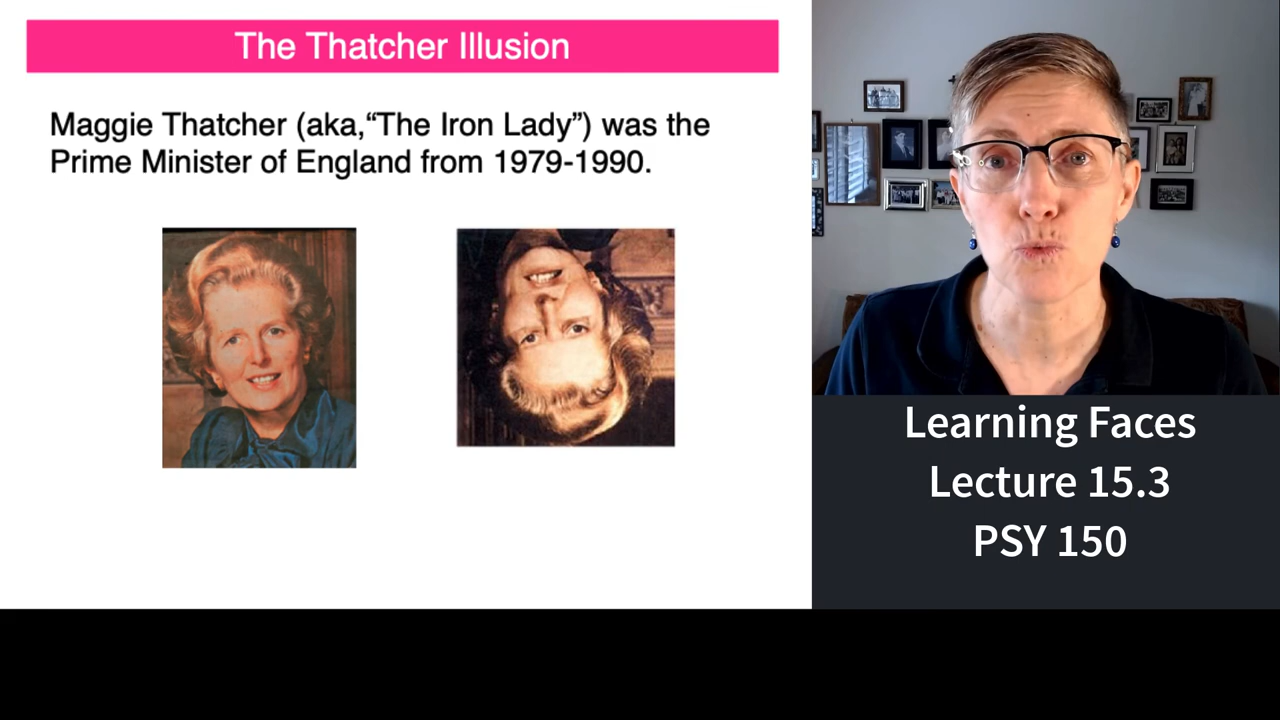 The Thatcher Illusion
Maggie Thatcher (aka,“The Iron Lady”) was the
Prime Minister of England from 1979-1990.
Learning Faces
Lecture 15.3
PSY 150